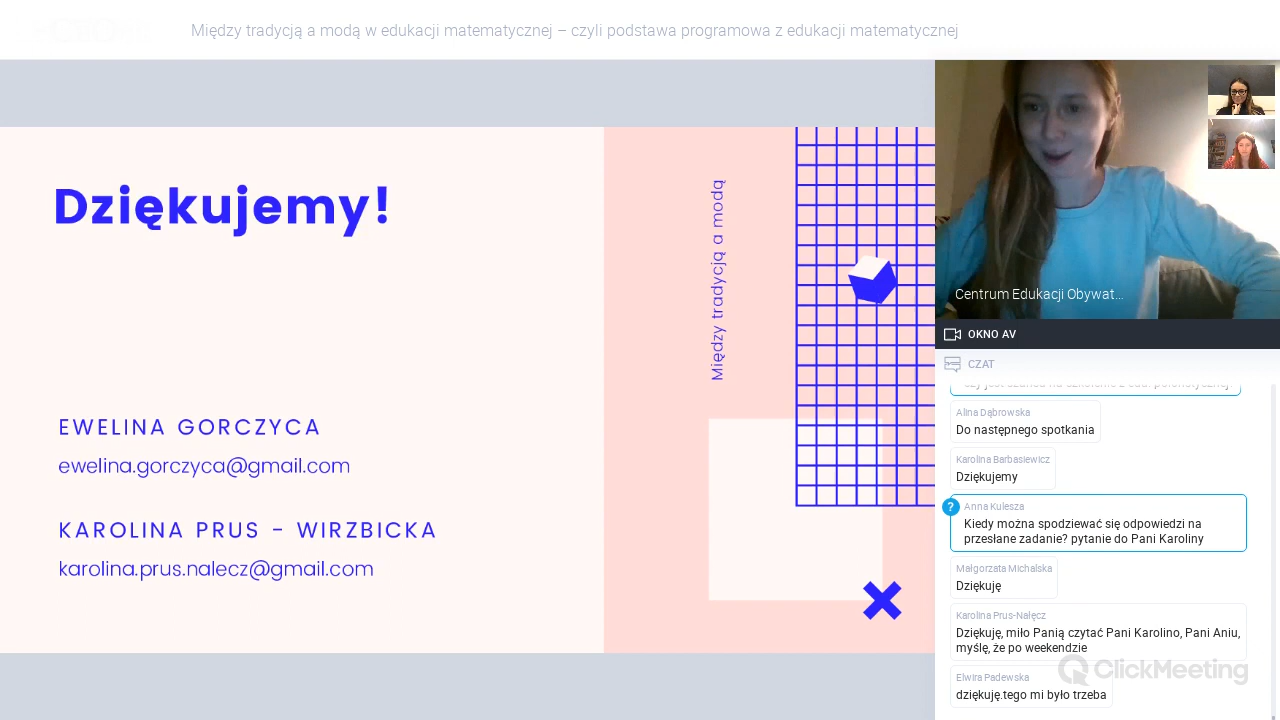 Między tradycją a modą w edukacji matematycznej – czyli podstawa programowa z edukacji matematycznej
Dziękujemy!
EWELINA GORCZYCA
ewelina.gorczyca@gmail.com
KAROLINA PRUS - WIRZBICKA
karolina.prus.nalecz@gmail.com
Między tradycją a modą
Centrum Edukacji Obywat...
OKNO AV
CZAT
Alina Dąbrowska
Do następnego spotkania
Karolina Barbasiewicz
Dziękujemy
?
Anna Kulesza
Kiedy można spodziewać się odpowiedzi na
przesłane zadanie? pytanie do Pani Karoliny
Małgorzata Michalska
Dziękuję
Karolina Prus-Nałęcz
Dziękuję, miło Panią czytać Pani Karolino, Pani Aniu,
myślę, że po weekendzie
Elwira Padewska
dziękuję.tego mi było trzeba
ClickMeeting